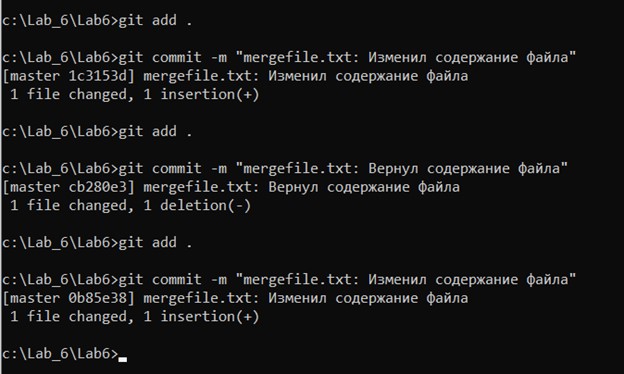 c:\Lab_6\Lab6>git add .
c:\Lab_6\Lab6>git commit -m "mergefile.txt: Изменил содержание файла"
[master 1c3153d] mergefile.txt: Изменил содержание файла
 1 file changed, 1 insertion(+)
c:\Lab_6\Lab6>git add .
c:\Lab_6\Lab6>git commit -m "mergefile.txt: Вернул содержание файла"
[master cb280e3] mergefile.txt: Вернул содержание файла
 1 file changed, 1 deletion(-)
c:\Lab_6\Lab6>git add .
c:\Lab_6\Lab6>git commit -m "mergefile.txt: Изменил содержание файла"
[master 0b85e38] mergefile.txt: Изменил содержание файла
 1 file changed, 1 insertion(+)
c:\Lab_6\Lab6>